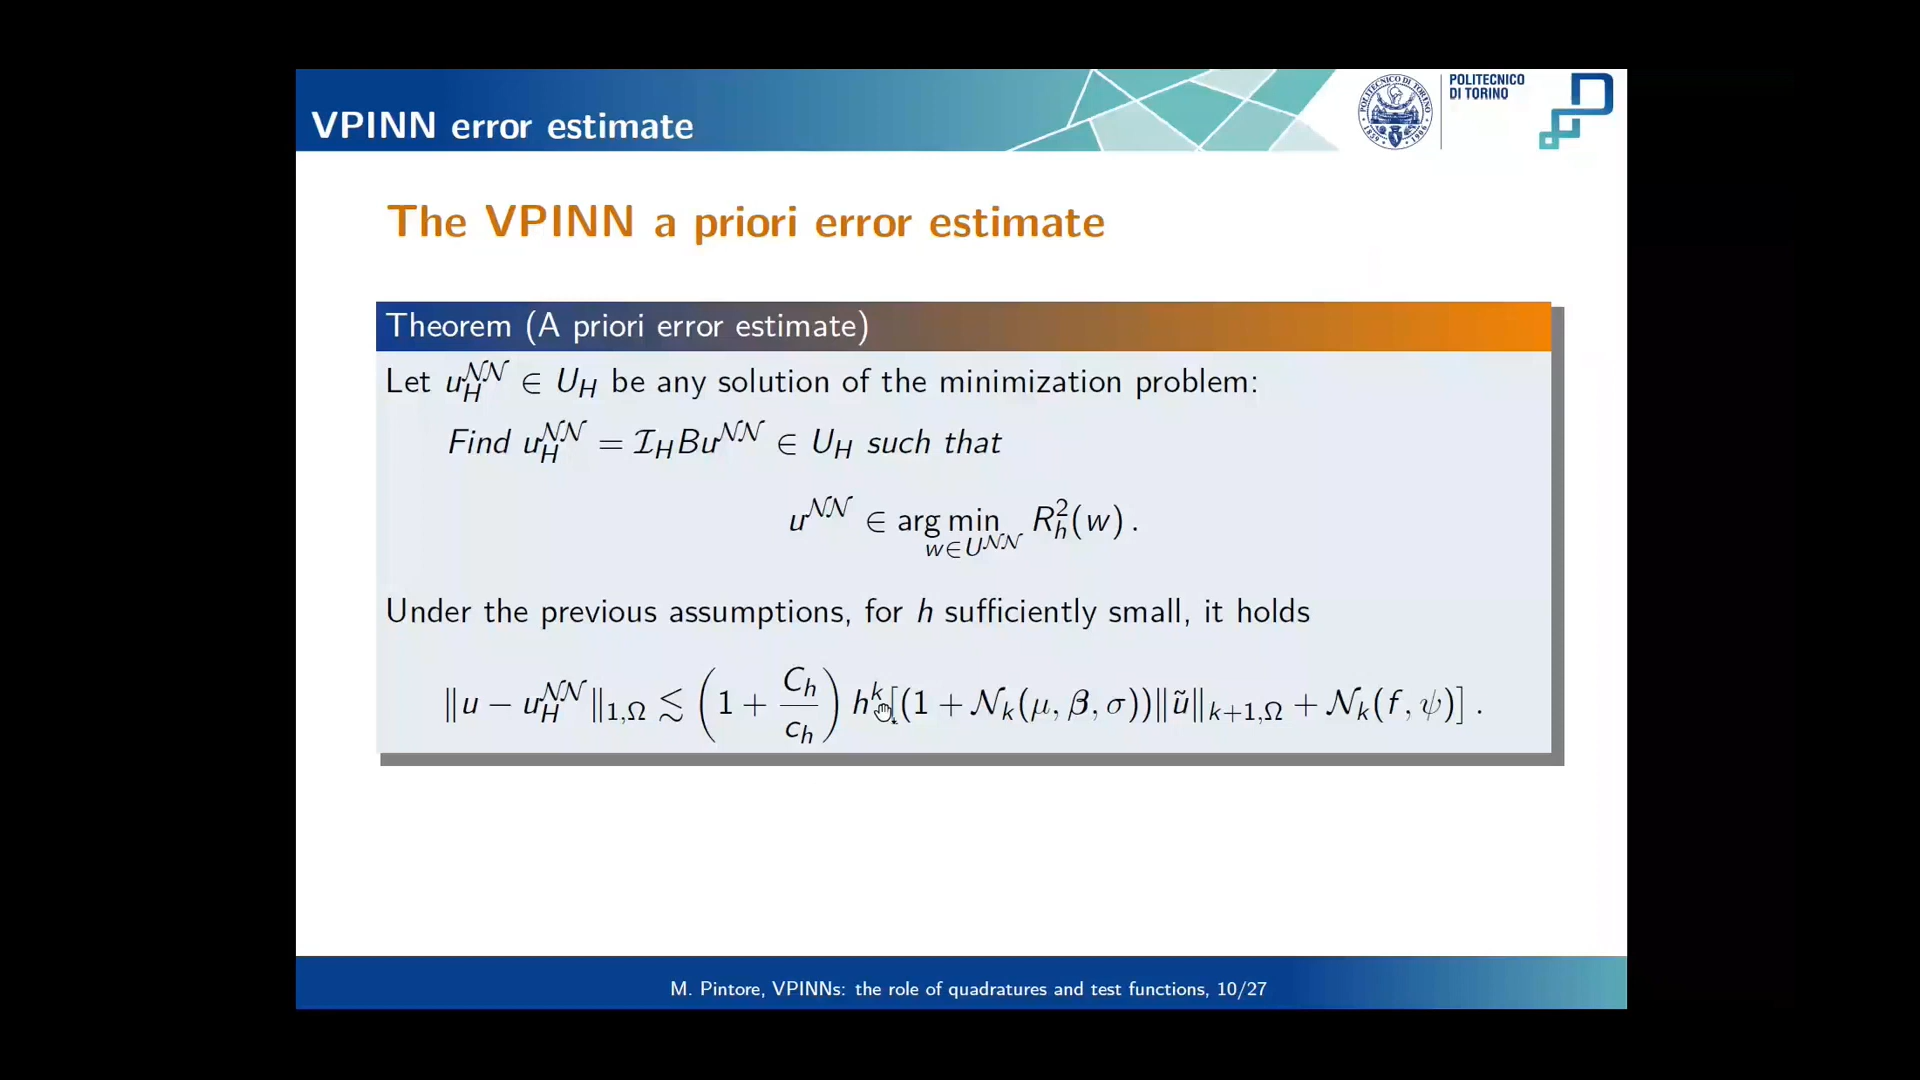 POLITECNICO
DI TORINO
VPINN error estimate
The VPINN a priori error estimate
Theorem (A priori error estimate)
Let u_H^{𝒩𝒩} ∈ U_H be any solution of the minimization problem:
Find u_H^{𝒩𝒩} = ℐ_H B u^{𝒩𝒩} ∈ U_H such that
u^{𝒩𝒩} ∈ arg min_{w∈U^{𝒩𝒩}} R_h^2(w) .
Under the previous assumptions, for h sufficiently small, it holds
‖u − u_H^{𝒩𝒩}‖_{1,Ω} ≲ (1 + C_h/c_h) h^k [(1 + 𝒩_k(μ, β, σ))‖ũ‖_{k+1,Ω} + 𝒩_k(f, ψ)] .
M. Pintore, VPINNs: the role of quadratures and test functions, 10/27